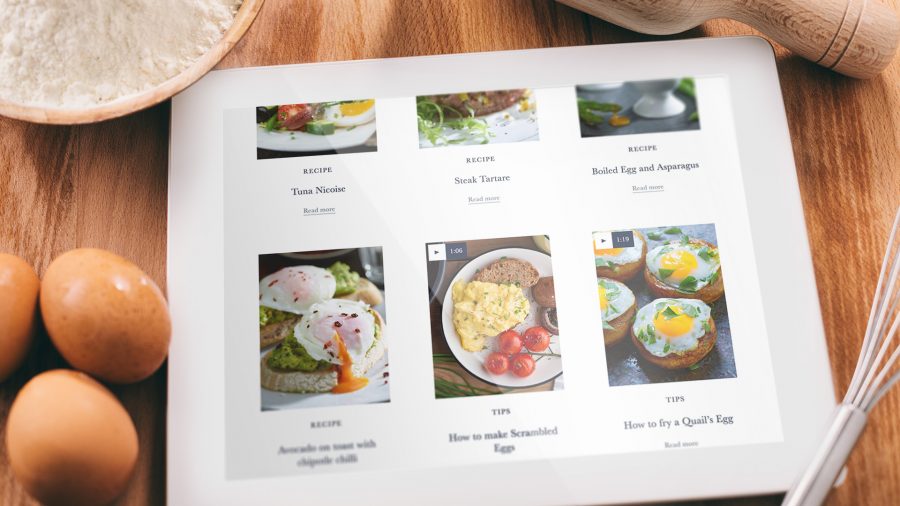 RECIPE
Tuna Nicoise
Read more
RECIPE
Steak Tartare
Read more
RECIPE
Boiled Egg and Asparagus
Read more
RECIPE
Avocado on toast with
chipotle chilli
1:06
TIPS
How to make Scrambled
Eggs
1:19
TIPS
How to fry a Quail's Egg
Read more